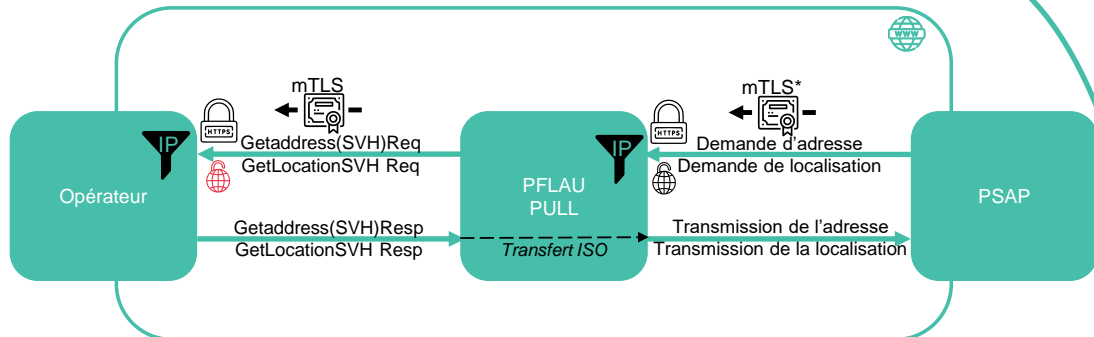 WWW
mTLS
mTLS*
HTTPS
HTTPS
IP
Getaddress(SVH)Req
GetLocationSVH Req
IP
Demande d'adresse
Demande de localisation
Opérateur
PFLAU
PULL
PSAP
Getaddress(SVH)Resp
GetLocationSVH Resp
Transfert ISO
Transmission de l'adresse
Transmission de la localisation